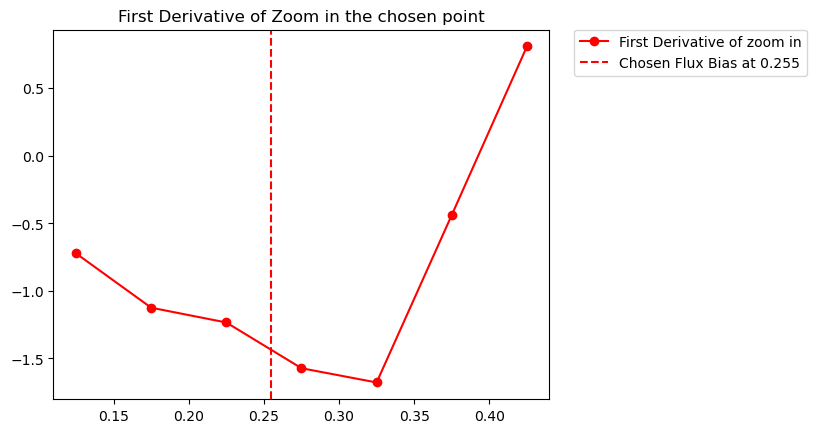 First Derivative of Zoom in the chosen point
First Derivative of zoom in
Chosen Flux Bias at 0.255
0.5
0.0
−0.5
−1.0
−1.5
0.15 0.20 0.25 0.30 0.35 0.40